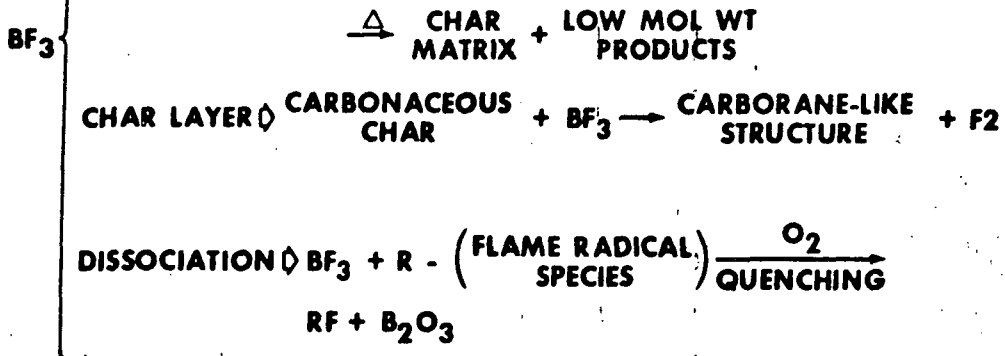 BF3
Δ → CHAR MATRIX + LOW MOL WT PRODUCTS
CHAR LAYER ⇨ CARBONACEOUS CHAR + BF3 → CARBORANE-LIKE STRUCTURE + F2
DISSOCIATION ⇨ BF3 + R - (FLAME RADICAL SPECIES) O2 QUENCHING →
RF + B2O3